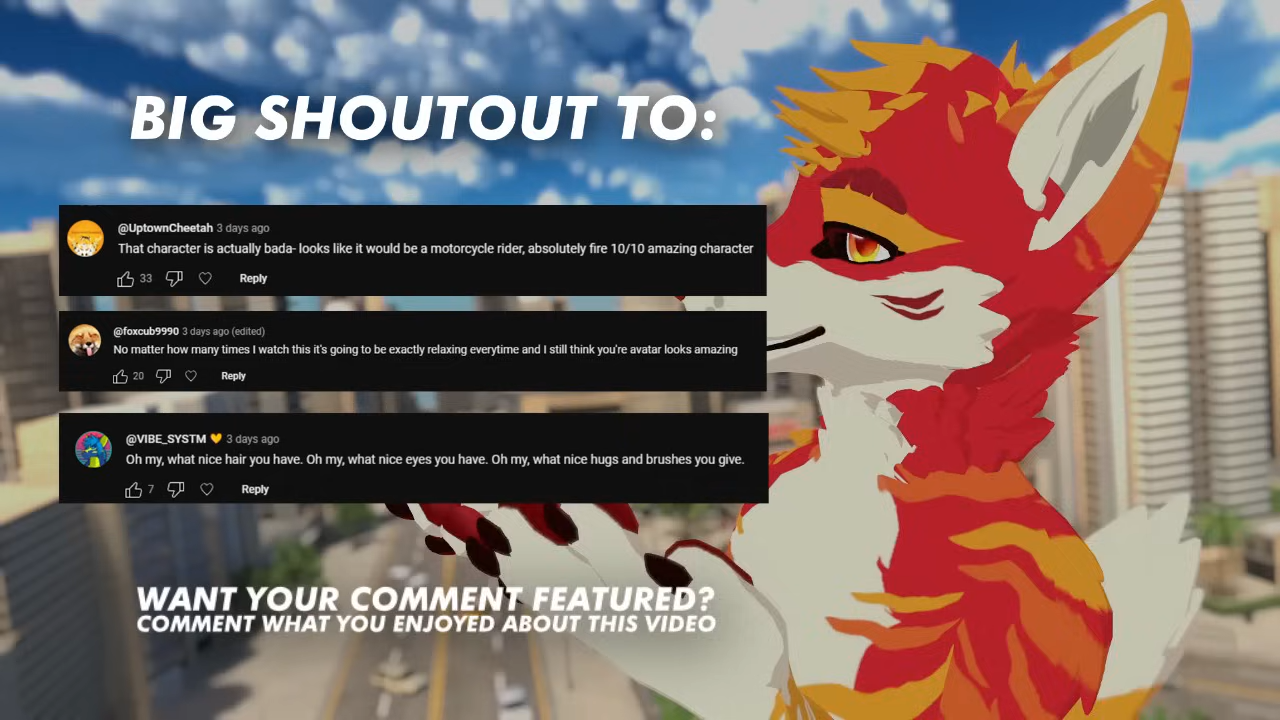 BIG SHOUTOUT TO:
@UptownCheetah 3 days ago
That character is actually bada- looks like it would be a motorcycle rider, absolutely fire 10/10 amazing character
33 Reply
@foxcub9990 3 days ago (edited)
No matter how many times I watch this it's going to be exactly relaxing everytime and I still think you're avatar looks amazing
20 Reply
@VIBE_SYSTM 💛 3 days ago
Oh my, what nice hair you have. Oh my, what nice eyes you have. Oh my, what nice hugs and brushes you give.
7 Reply
WANT YOUR COMMENT FEATURED?
COMMENT WHAT YOU ENJOYED ABOUT THIS VIDEO